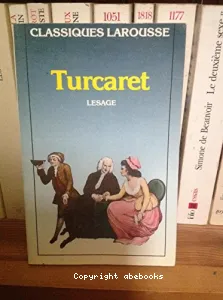 1051
1818
1177
CLASSIQUES LAROUSSE
Turcaret
LESAGE
Simone de Beauvoir
Le deuxième sexe
Copyright abebooks